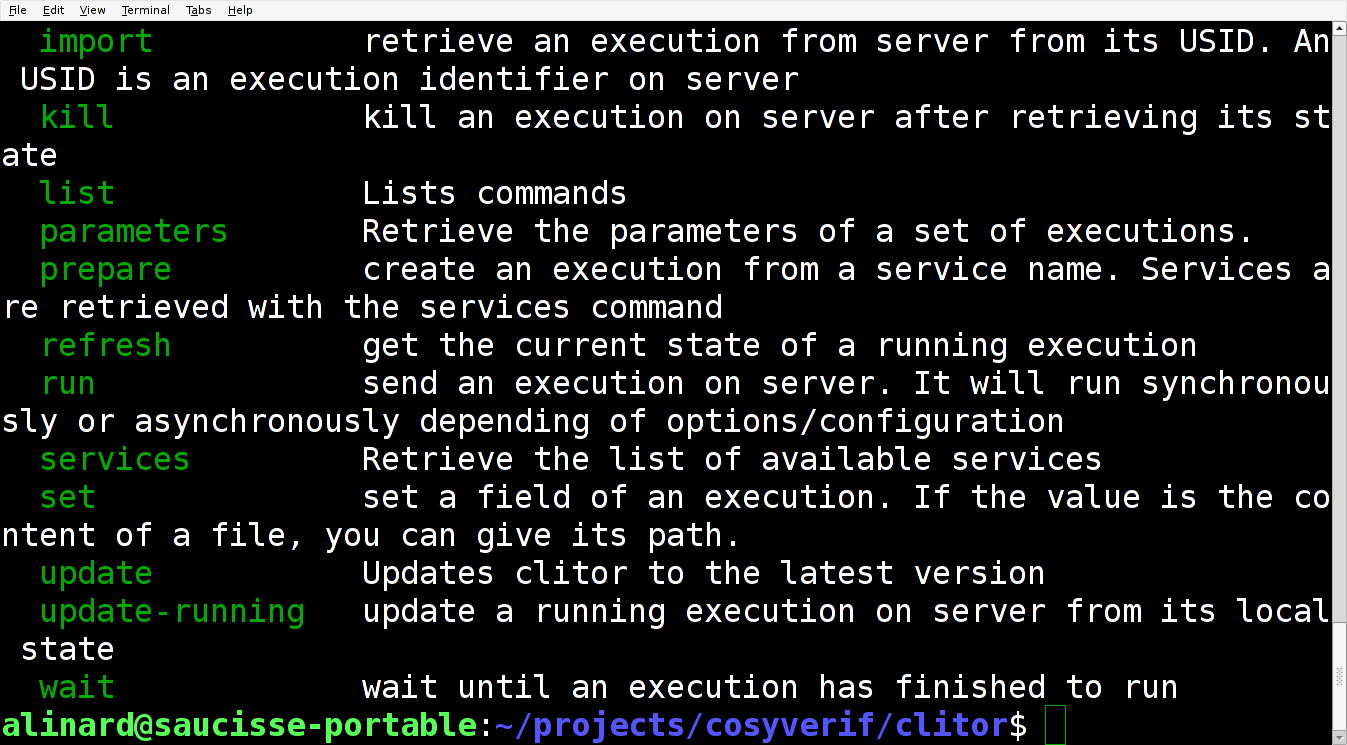 File Edit View Terminal Tabs Help
import retrieve an execution from server from its USID. An
USID is an execution identifier on server
kill kill an execution on server after retrieving its st
ate
list Lists commands
parameters Retrieve the parameters of a set of executions.
prepare create an execution from a service name. Services a
re retrieved with the services command
refresh get the current state of a running execution
run send an execution on server. It will run synchronou
sly or asynchronously depending of options/configuration
services Retrieve the list of available services
set set a field of an execution. If the value is the co
ntent of a file, you can give its path.
update Updates clitor to the latest version
update-running update a running execution on server from its local
state
wait wait until an execution has finished to run
alinard@saucisse-portable:~/projects/cosyverif/clitor$